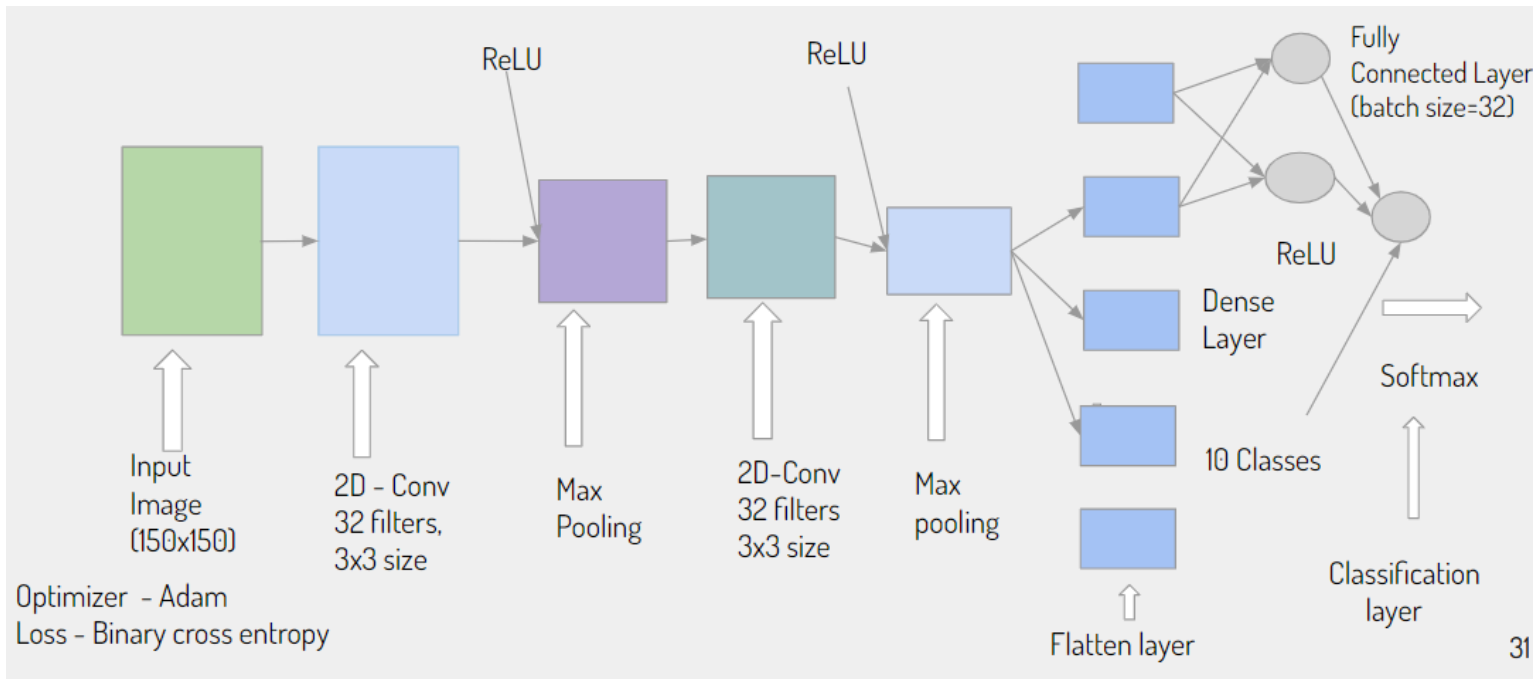 ReLU
ReLU
Fully
Connected Layer
(batch size=32)
ReLU
Dense
Layer
Softmax
10 Classes
Input
Image
(150x150)
2D - Conv
32 filters,
3x3 size
Max
Pooling
2D-Conv
32 filters
3x3 size
Max
pooling
Classification
layer
Optimizer - Adam
Loss - Binary cross entropy
Flatten layer
31